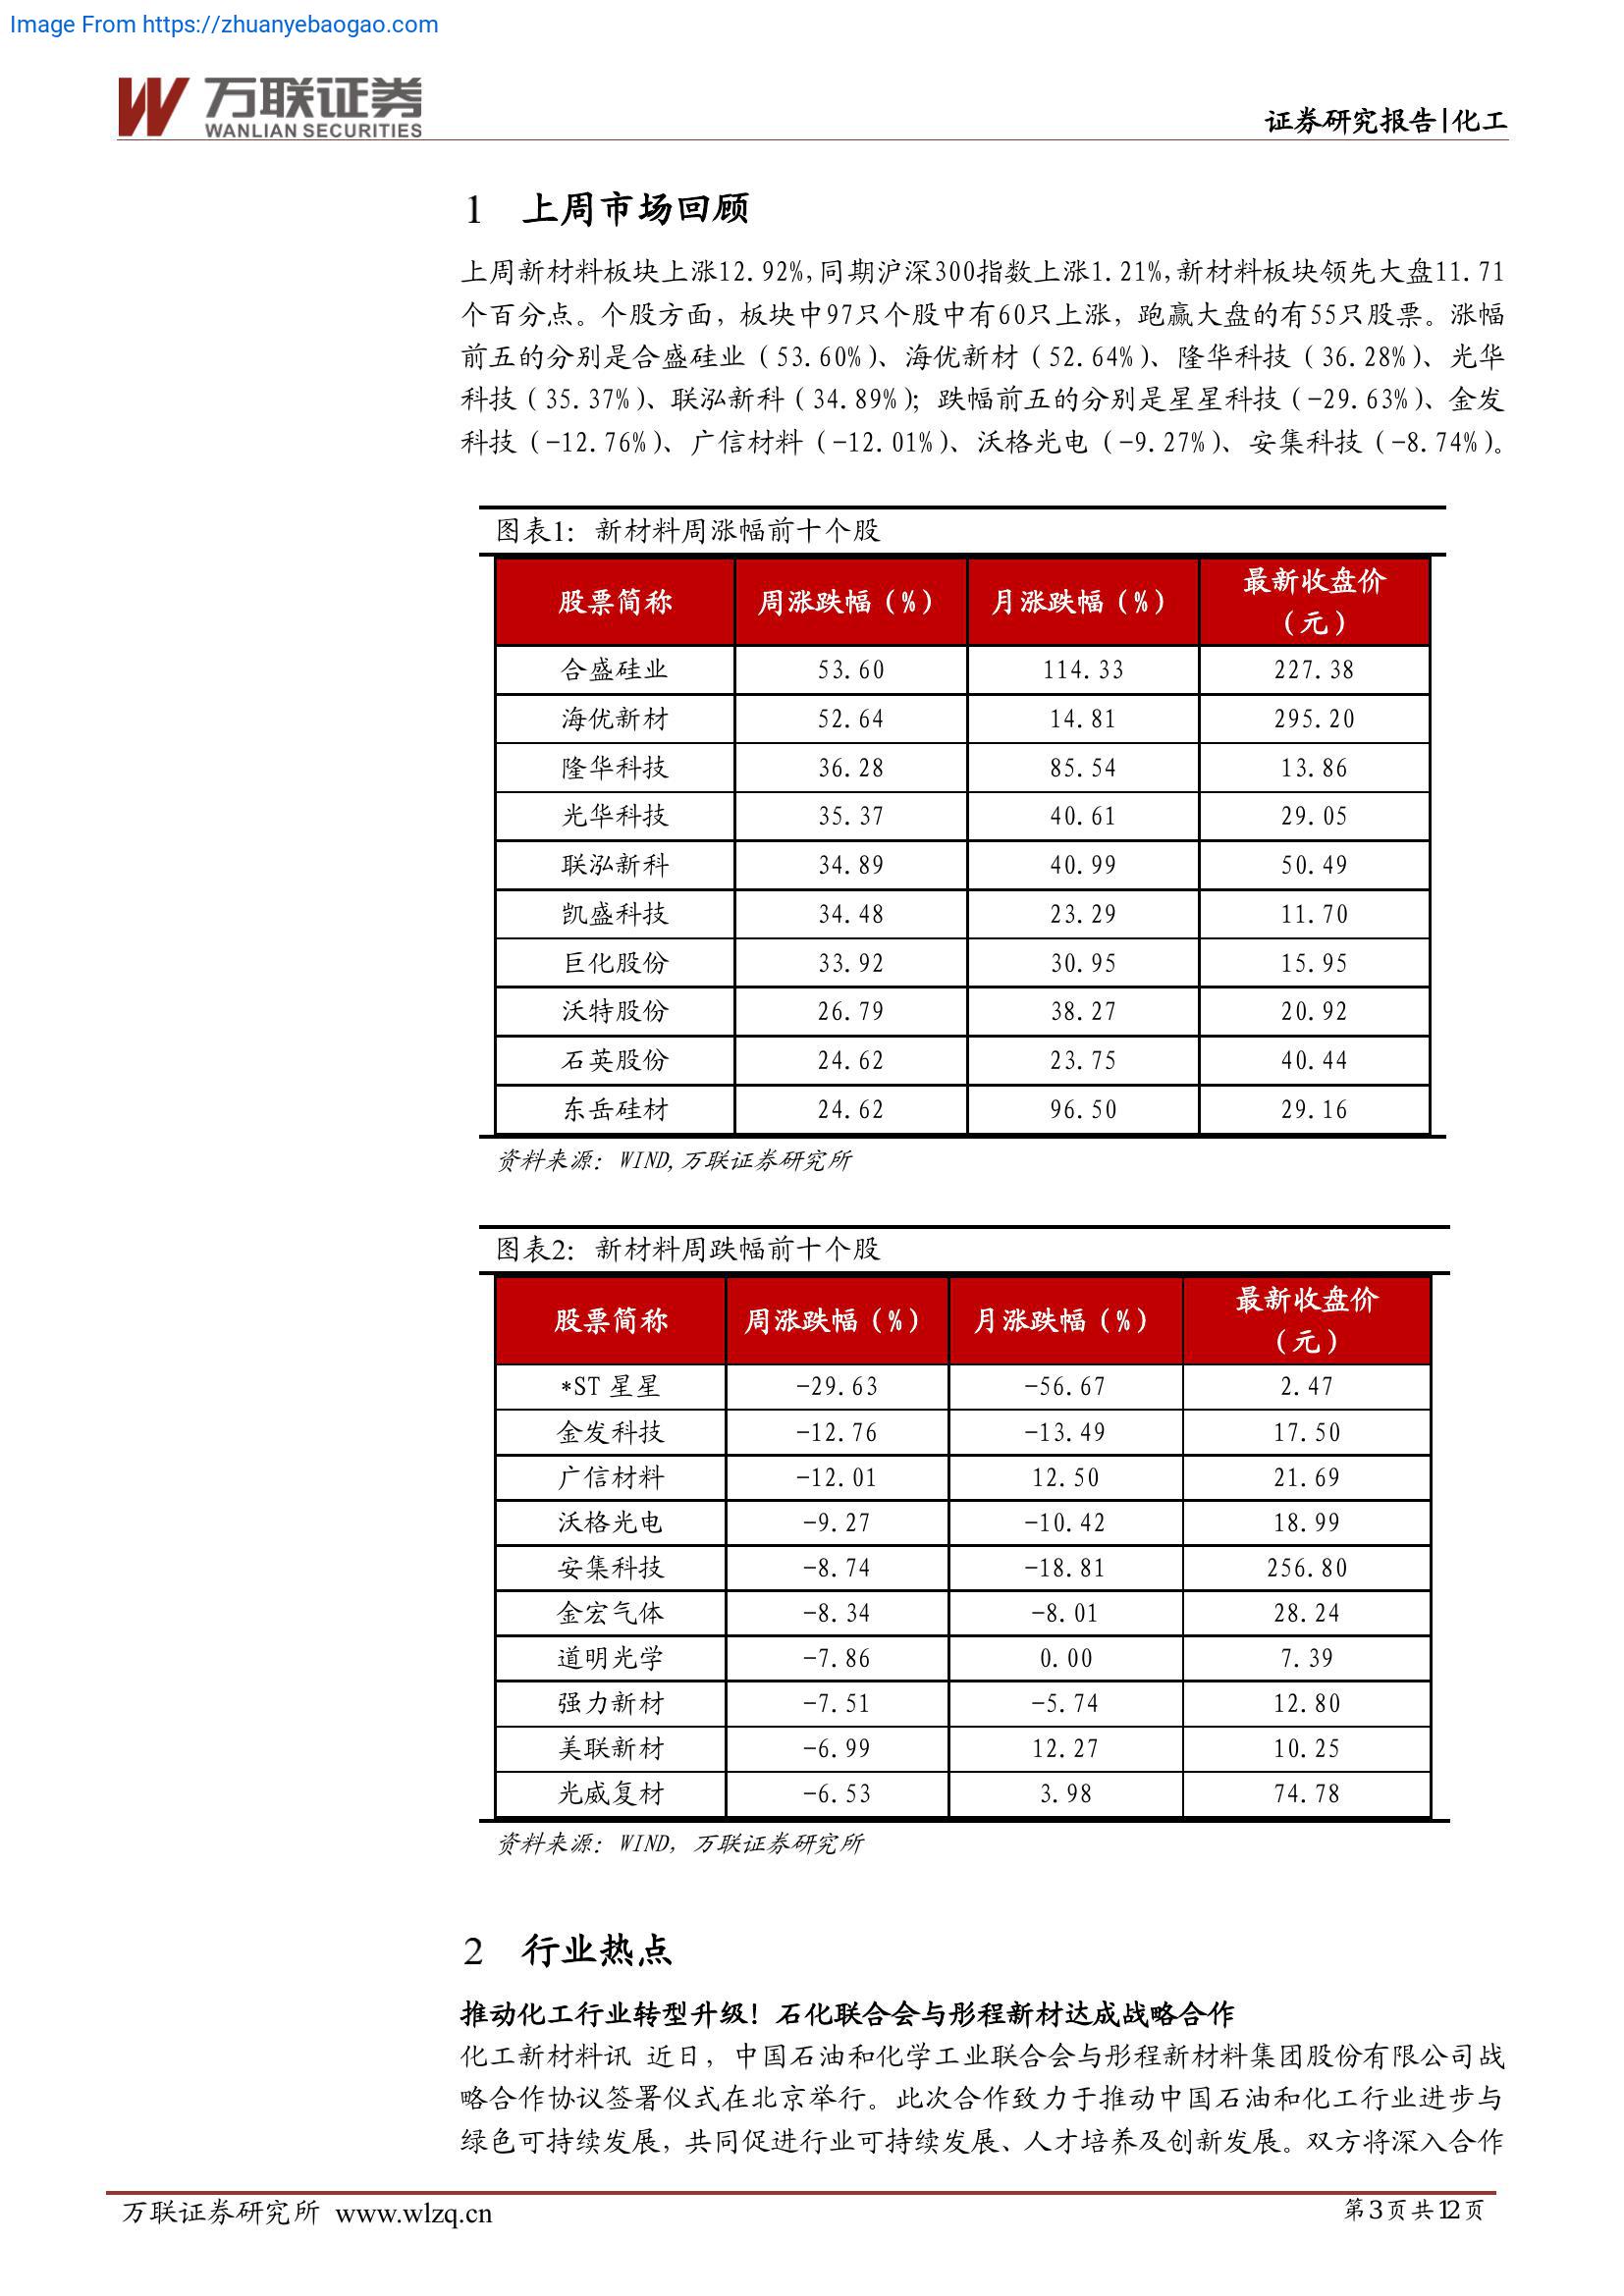 Image From https://zhuanyebaogao.com
万联证券
WANLIAN SECURITIES
证券研究报告|化工
1 上周市场回顾
上周新材料板块上涨12.92%,同期沪深300指数上涨1.21%,新材料板块领先大盘11.71
个百分点。个股方面，板块中97只个股中有60只上涨，跑赢大盘的有55只股票。涨幅
前五的分别是合盛硅业（53.60%）、海优新材（52.64%）、隆华科技（36.28%）、光华
科技（35.37%）、联泓新科（34.89%）；跌幅前五的分别是星星科技（-29.63%）、金发
科技（-12.76%）、广信材料（-12.01%）、沃格光电（-9.27%）、安集科技（-8.74%）。
图表1：新材料周涨幅前十个股
股票简称 周涨跌幅（%） 月涨跌幅（%） 最新收盘价
（元）
合盛硅业 53.60 114.33 227.38
海优新材 52.64 14.81 295.20
隆华科技 36.28 85.54 13.86
光华科技 35.37 40.61 29.05
联泓新科 34.89 40.99 50.49
凯盛科技 34.48 23.29 11.70
巨化股份 33.92 30.95 15.95
沃特股份 26.79 38.27 20.92
石英股份 24.62 23.75 40.44
东岳硅材 24.62 96.50 29.16
资料来源：WIND,万联证券研究所
图表2：新材料周跌幅前十个股
股票简称 周涨跌幅（%） 月涨跌幅（%） 最新收盘价
（元）
*ST 星星 -29.63 -56.67 2.47
金发科技 -12.76 -13.49 17.50
广信材料 -12.01 12.50 21.69
沃格光电 -9.27 -10.42 18.99
安集科技 -8.74 -18.81 256.80
金宏气体 -8.34 -8.01 28.24
道明光学 -7.86 0.00 7.39
强力新材 -7.51 -5.74 12.80
美联新材 -6.99 12.27 10.25
光威复材 -6.53 3.98 74.78
资料来源：WIND，万联证券研究所
2 行业热点
推动化工行业转型升级！石化联合会与彤程新材达成战略合作
化工新材料讯 近日，中国石油和化学工业联合会与彤程新材料集团股份有限公司战
略合作协议签署仪式在北京举行。此次合作致力于推动中国石油和化工行业进步与
绿色可持续发展，共同促进行业可持续发展、人才培养及创新发展。双方将深入合作
万联证券研究所 www.wlzq.cn
第3页共12页